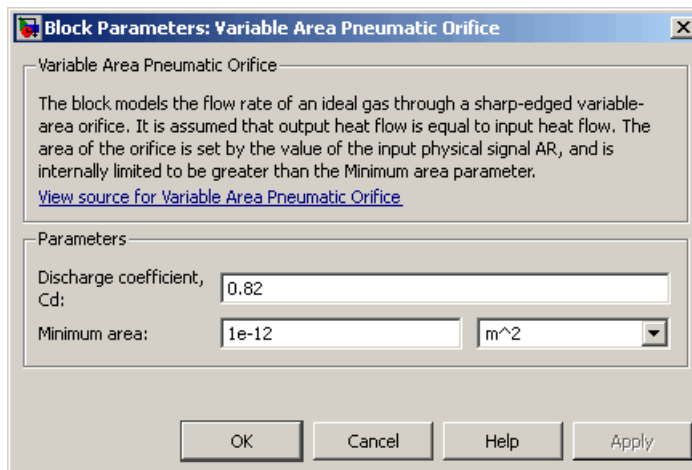 Block Parameters: Variable Area Pneumatic Orifice
Variable Area Pneumatic Orifice
The block models the flow rate of an ideal gas through a sharp-edged variable-
area orifice. It is assumed that output heat flow is equal to input heat flow. The
area of the orifice is set by the value of the input physical signal AR, and is
internally limited to be greater than the Minimum area parameter.
View source for Variable Area Pneumatic Orifice
Parameters
Discharge coefficient,
Cd:
0.82
Minimum area: 1e-12 m^2
OK Cancel Help Apply